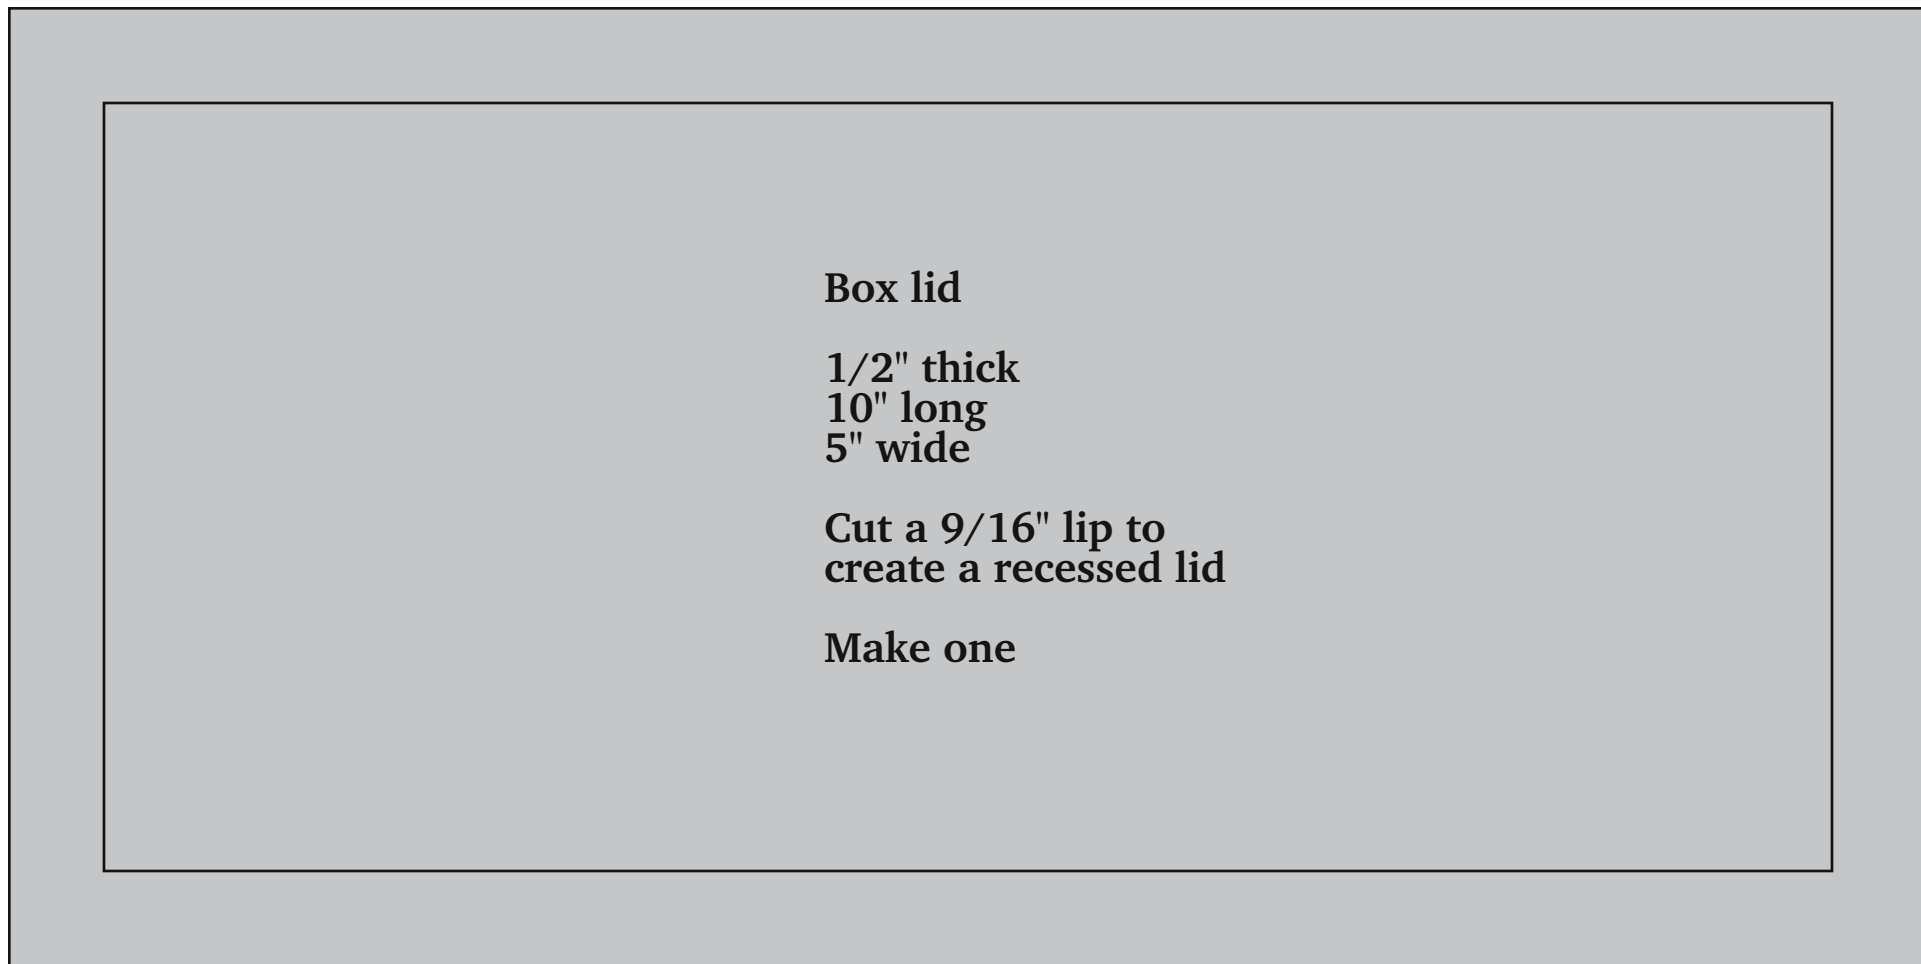 Box lid
1/2" thick
10" long
5" wide
Cut a 9/16" lip to
create a recessed lid
Make one